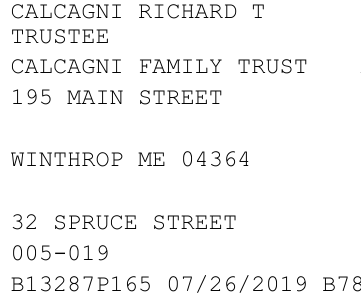 CALCAGNI RICHARD T
TRUSTEE
CALCAGNI FAMILY TRUST
195 MAIN STREET
WINTHROP ME 04364
32 SPRUCE STREET
005-019
B13287P165 07/26/2019 B78